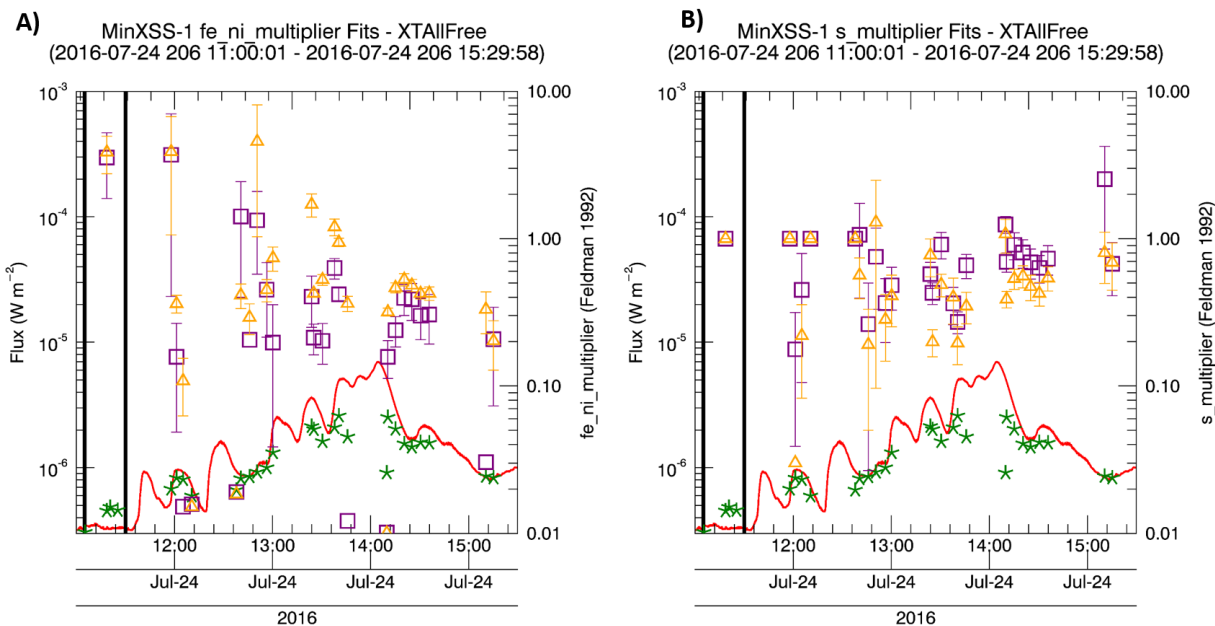 A)
MinXSS-1 fe_ni_multiplier Fits - XTAllFree
(2016-07-24 206 11:00:01 - 2016-07-24 206 15:29:58)
10^-3
10^-4
10^-5
10^-6
Flux (W m^-2)
10.00
1.00
0.10
0.01
fe_ni_multiplier (Feldman 1992)
12:00 13:00 14:00 15:00
Jul-24 Jul-24 Jul-24 Jul-24
2016
B)
MinXSS-1 s_multiplier Fits - XTAllFree
(2016-07-24 206 11:00:01 - 2016-07-24 206 15:29:58)
10^-3
10^-4
10^-5
10^-6
Flux (W m^-2)
10.00
1.00
0.10
0.01
s_multiplier (Feldman 1992)
12:00 13:00 14:00 15:00
Jul-24 Jul-24 Jul-24 Jul-24
2016